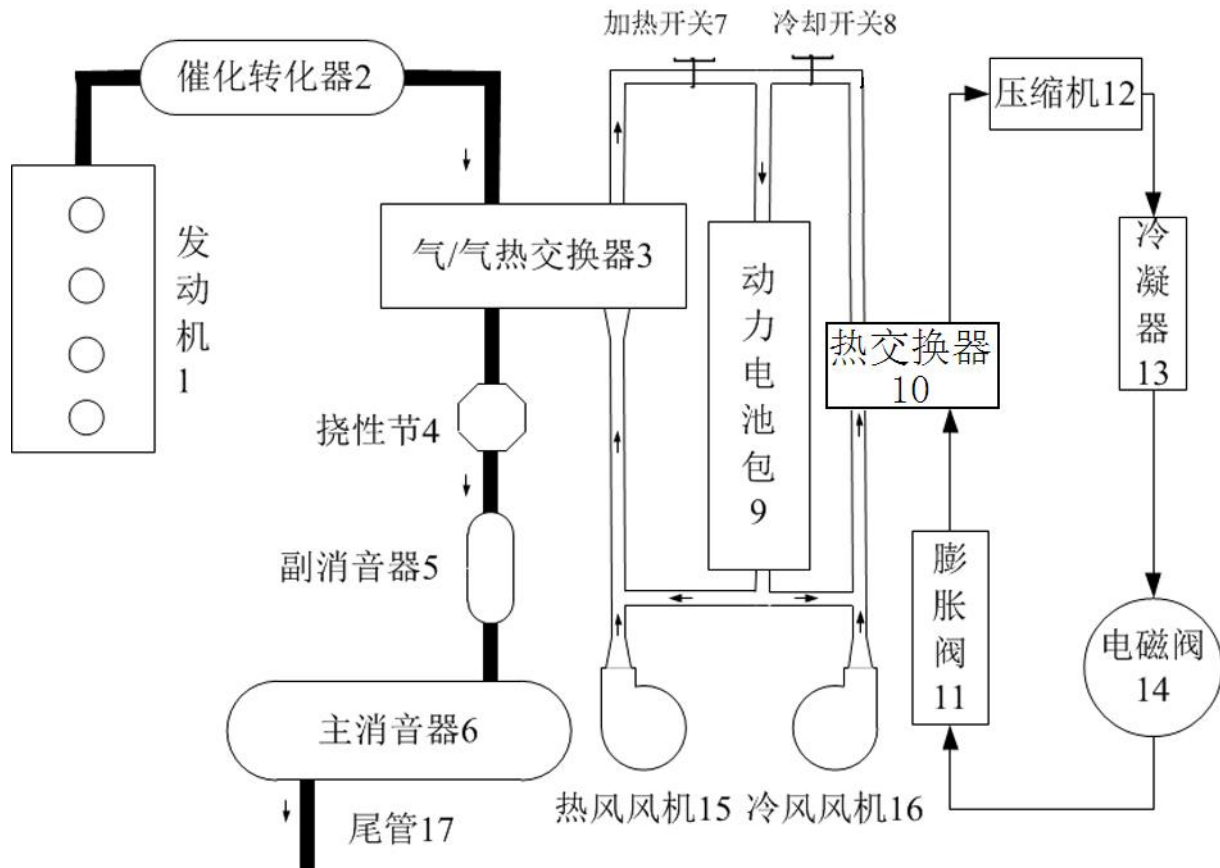 加热开关7
冷却开关8
催化转化器2
压缩机12
发动机1
气/气热交换器3
动力电池包9
冷凝器13
热交换器
10
挠性节4
副消音器5
膨胀阀11
电磁阀
14
主消音器6
热风风机15
冷风风机16
尾管17